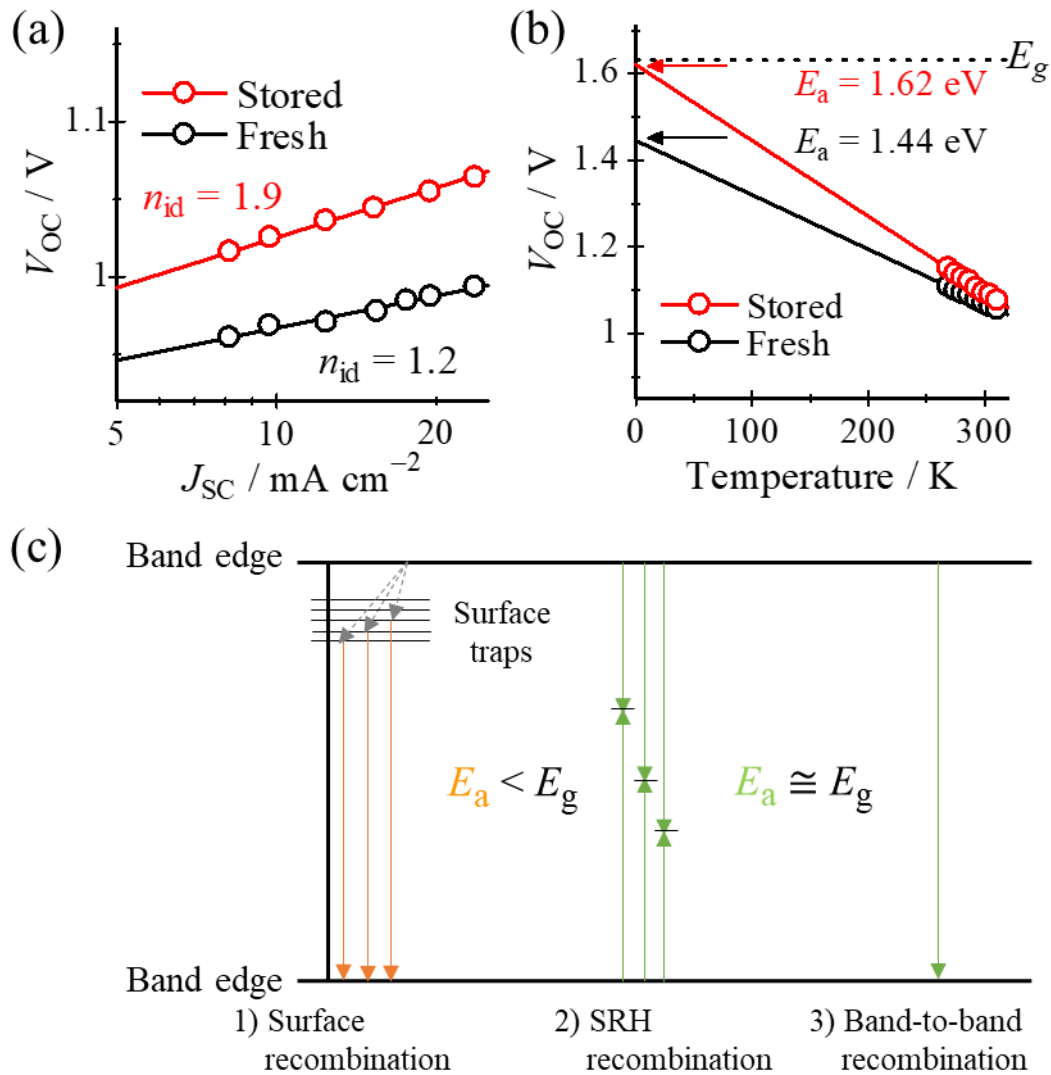 (a)
Stored
Fresh
1.1
1
n_id = 1.9
n_id = 1.2
V_OC / V
5
10
20
J_SC / mA cm⁻²
(b)
E_g
1.6
1.4
1.2
1
E_a = 1.62 eV
E_a = 1.44 eV
V_OC / V
Stored
Fresh
0
100
200
300
Temperature / K
(c)
Band edge
Surface
traps
E_a < E_g
E_a ≅ E_g
Band edge
1) Surface
recombination
2) SRH
recombination
3) Band-to-band
recombination